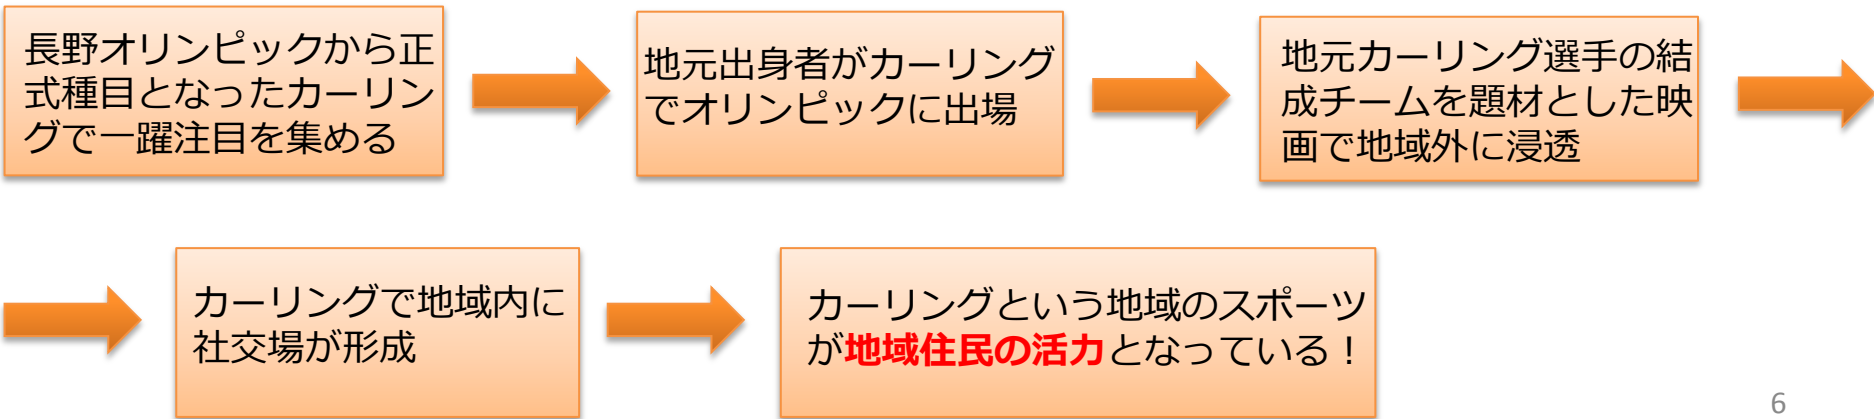 長野オリンピックから正
式種目となったカーリン
グで一躍注目を集める
地元出身者がカーリング
でオリンピックに出場
地元カーリング選手の結
成チームを題材とした映
画で地域外に浸透
カーリングで地域内に
社交場が形成
カーリングという地域のスポーツ
が地域住民の活力となっている！
6